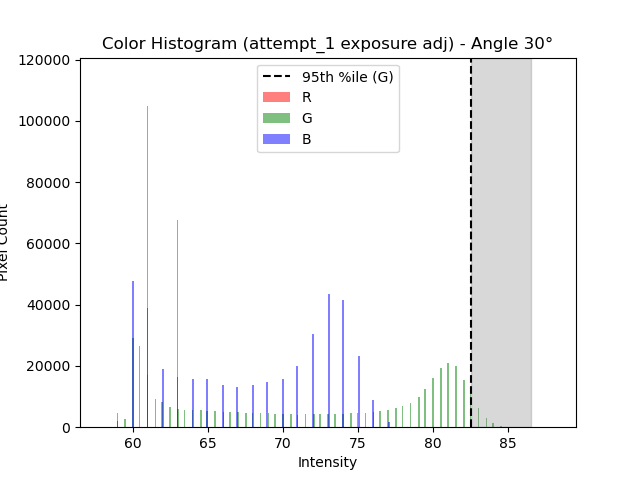 Color Histogram (attempt_1 exposure adj) - Angle 30°
120000
100000
80000
60000
40000
20000
0
Pixel Count
95th %ile (G)
R
G
B
60
65
70
75
80
85
Intensity